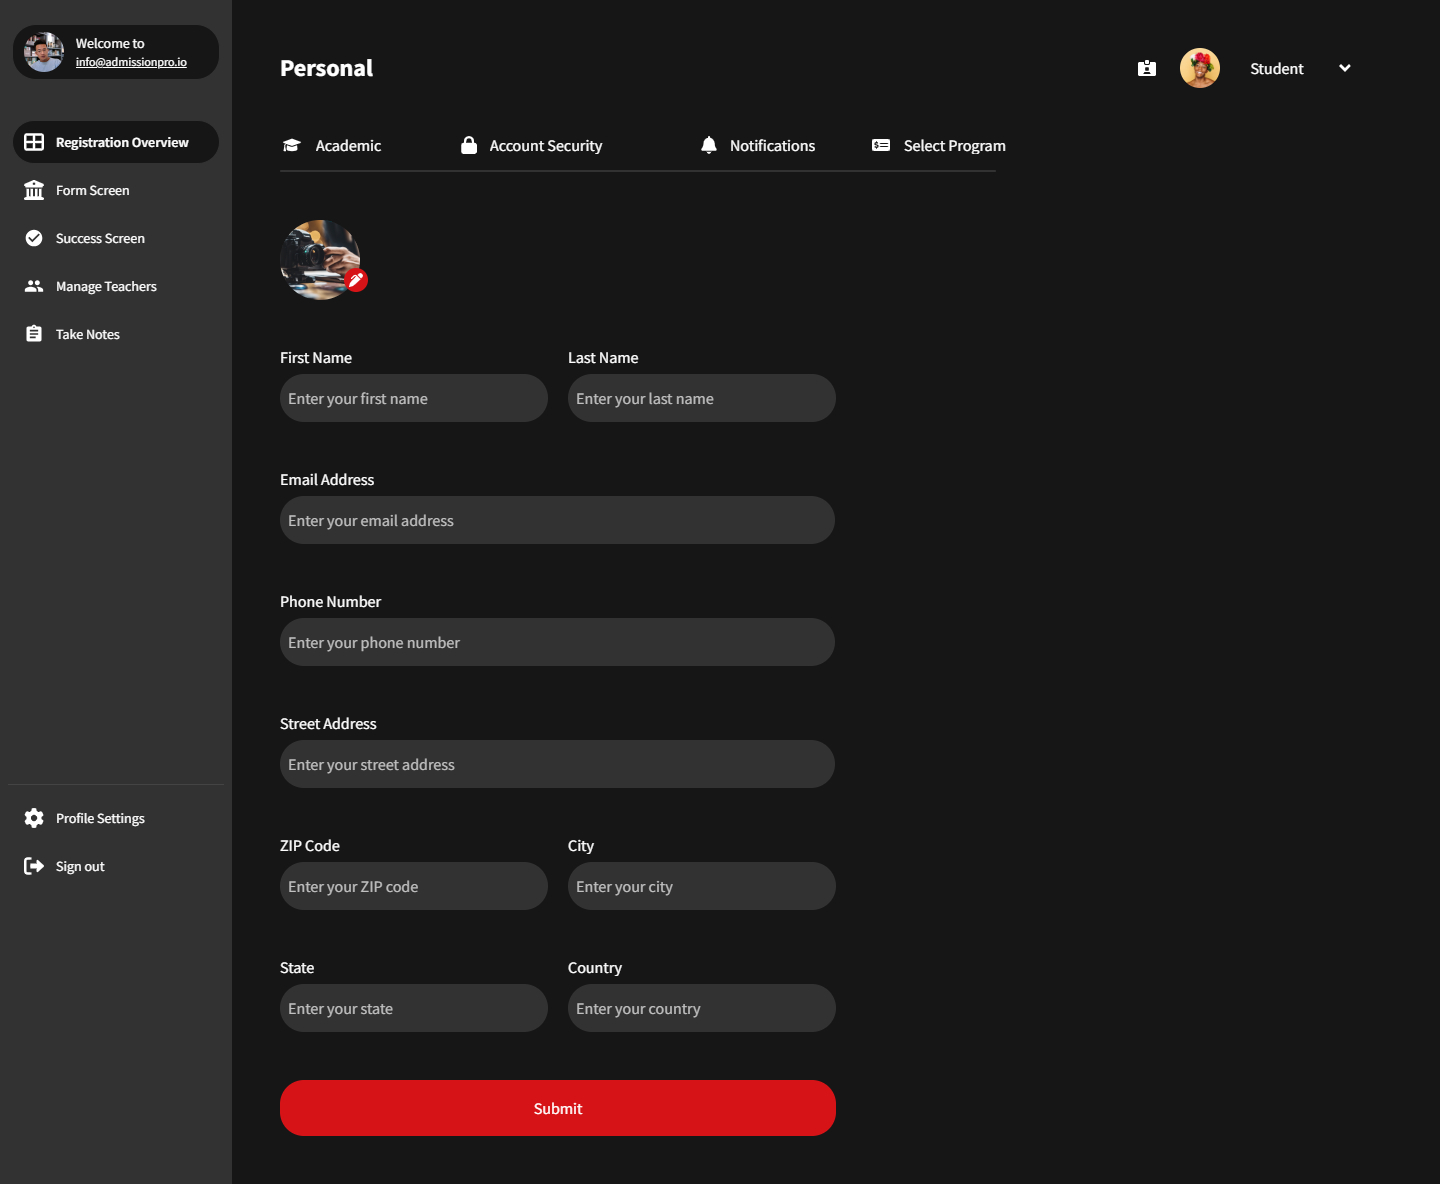 Welcome to
info@admissionpro.io
Registration Overview
Form Screen
Success Screen
Manage Teachers
Take Notes
Profile Settings
Sign out
Personal
Student
Academic
Account Security
Notifications
Select Program
First Name
Last Name
Enter your first name
Enter your last name
Email Address
Enter your email address
Phone Number
Enter your phone number
Street Address
Enter your street address
ZIP Code
City
Enter your ZIP code
Enter your city
State
Country
Enter your state
Enter your country
Submit